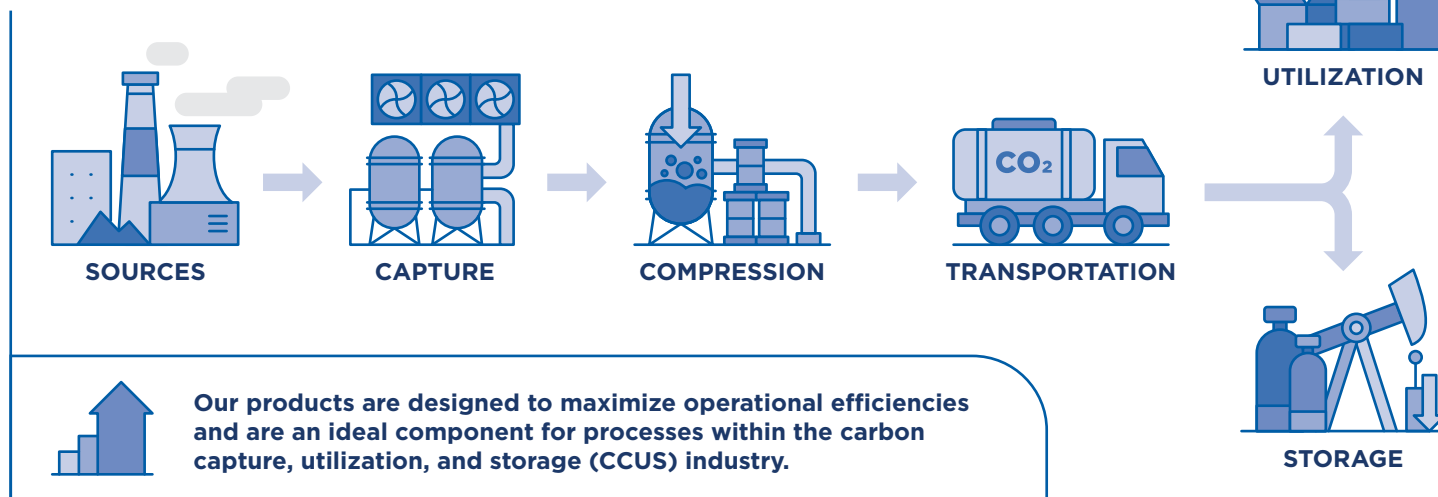 UTILIZATION
CO₂
SOURCES
CAPTURE
COMPRESSION
TRANSPORTATION
Our products are designed to maximize operational efficiencies
and are an ideal component for processes within the carbon
capture, utilization, and storage (CCUS) industry.
STORAGE